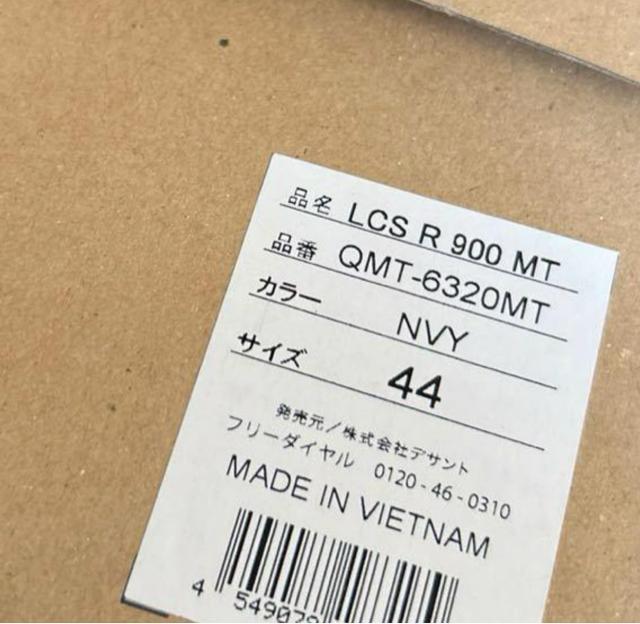 品名 LCS R 900 MT
品番 QMT-6320MT
カラー NVY
サイズ 44
発売元/株式会社デサント
フリーダイヤル 0120-46-0310
MADE IN VIETNAM
4 549079